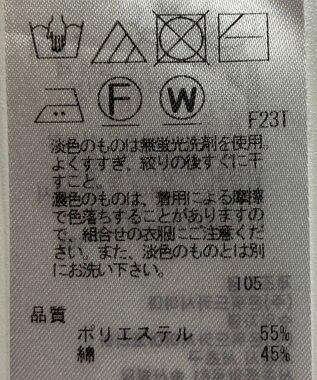 F
W
F23T
淡色のものは無蛍光洗剤を使用
よくすすぎ、絞りの後すぐに干
すこと。
濃色のものは、着用による摩擦
で色落ちすることがありますの
で、組合せの衣服にご注意くだ
さい。また、淡色のものとは別
にお洗い下さい。
105
品質
ポリエステル 55%
綿 45%